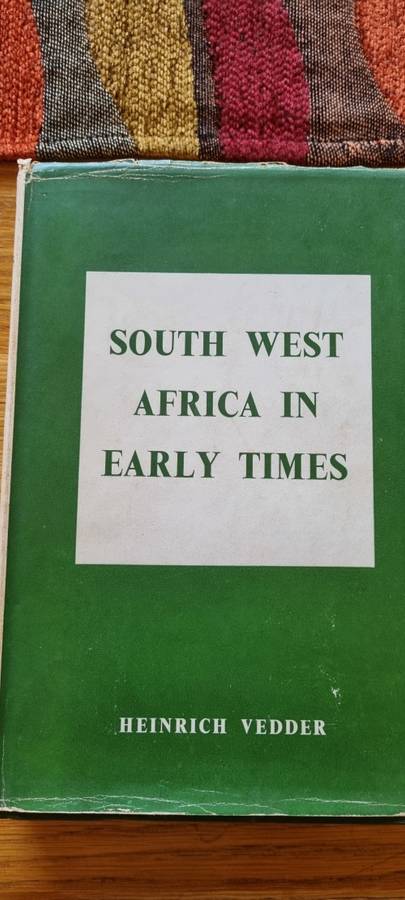 SOUTH WEST
AFRICA IN
EARLY TIMES
HEINRICH VEDDER